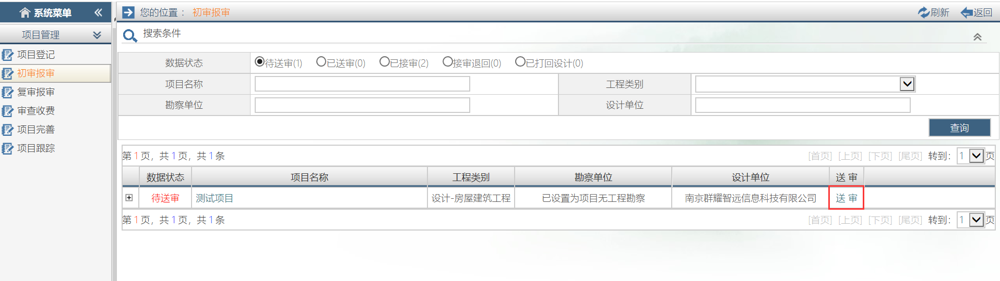 系统菜单
项目管理
项目登记
初审报审
复审报审
审查收费
项目完善
项目跟踪
您的位置： 初审报审 刷新 返回
搜索条件
数据状态 待送审(1) 已送审(0) 已接审(2) 接审退回(0) 已打回设计(0)
项目名称 工程类别
勘察单位 设计单位
查询
第 1 页，共 1 页，共 1 条 [首页] [上页] [下页] [尾页] 转到： 1 页
数据状态 项目名称 工程类别 勘察单位 设计单位 送 审
待送审 测试项目 设计-房屋建筑工程 已设置为项目无工程勘察 南京群耀智远信息科技有限公司 送 审
第 1 页，共 1 页，共 1 条 [首页] [上页] [下页] [尾页] 转到： 1 页